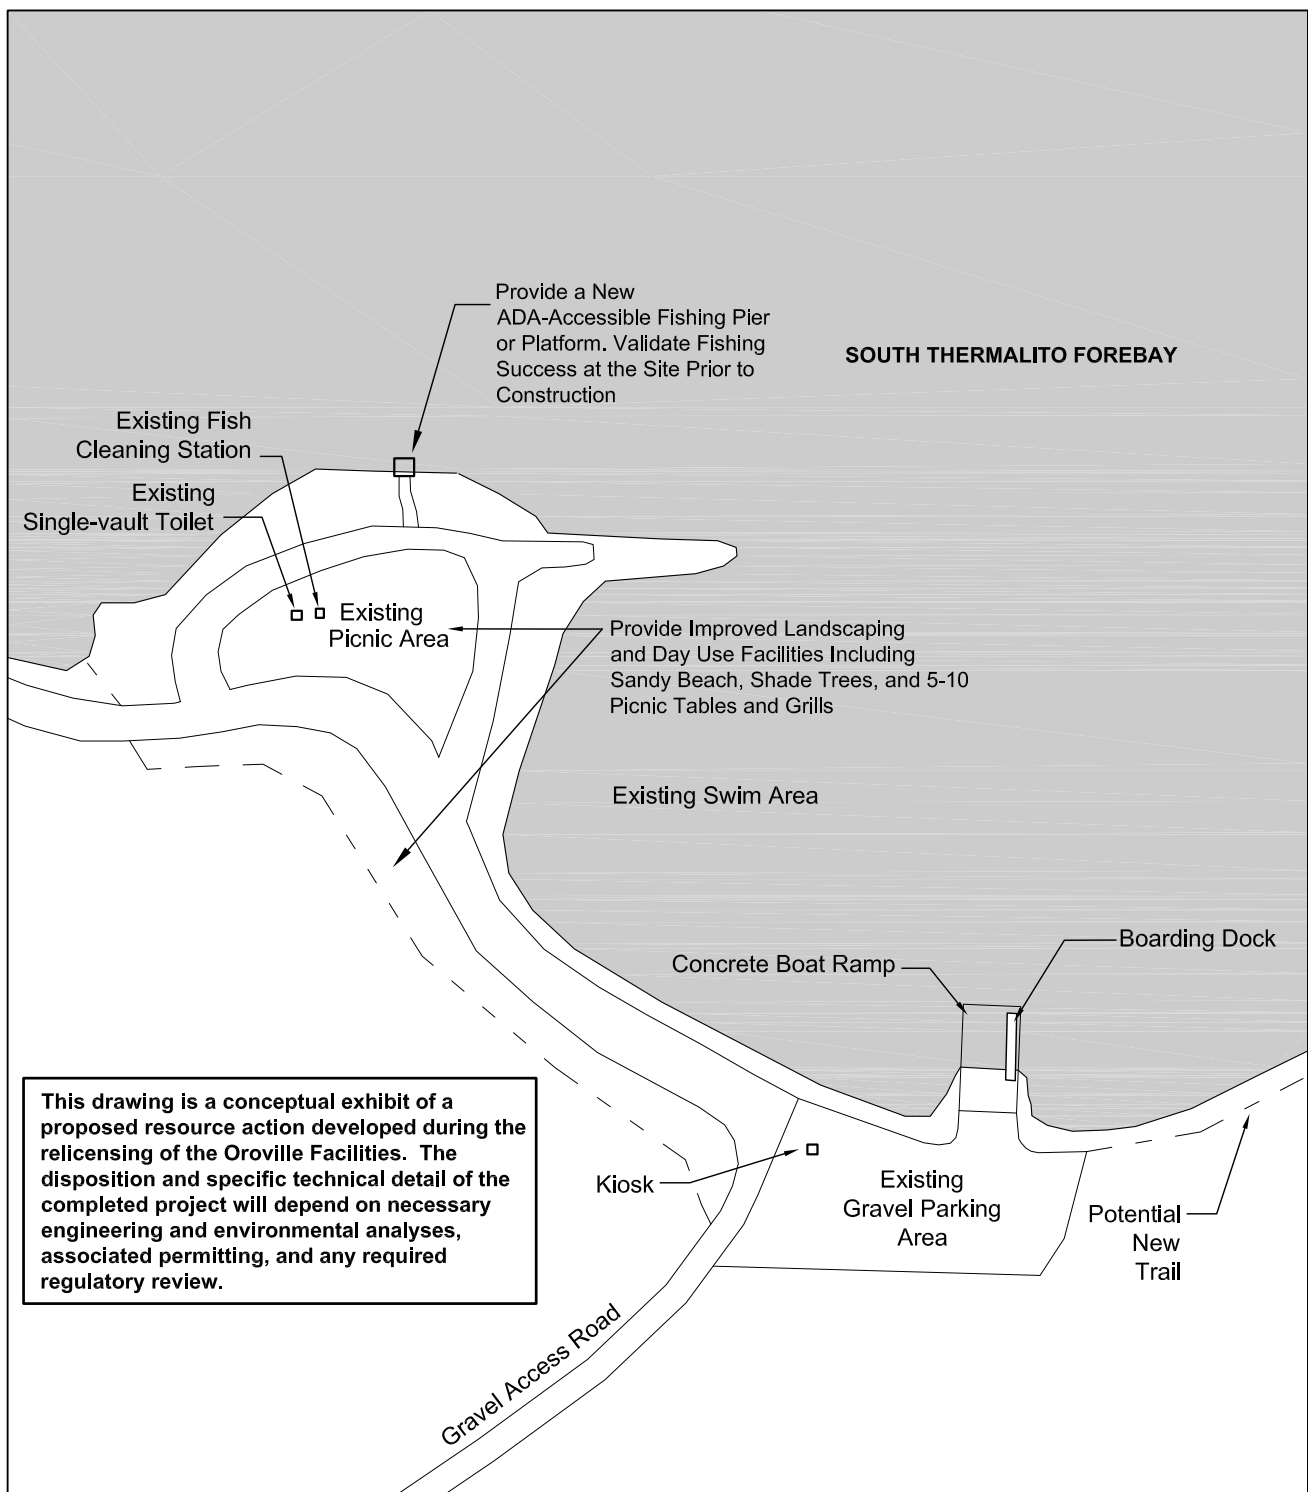 Provide a New
ADA-Accessible Fishing Pier
or Platform. Validate Fishing
Success at the Site Prior to
Construction
SOUTH THERMALITO FOREBAY
Existing Fish
Cleaning Station
Existing
Single-vault Toilet
Existing
Picnic Area
Provide Improved Landscaping
and Day Use Facilities Including
Sandy Beach, Shade Trees, and 5-10
Picnic Tables and Grills
Existing Swim Area
Boarding Dock
Concrete Boat Ramp
This drawing is a conceptual exhibit of a
proposed resource action developed during the
relicensing of the Oroville Facilities. The
disposition and specific technical detail of the
completed project will depend on necessary
engineering and environmental analyses,
associated permitting, and any required
regulatory review.
Kiosk
Existing
Gravel Parking
Area
Potential
New
Trail
Gravel Access Road